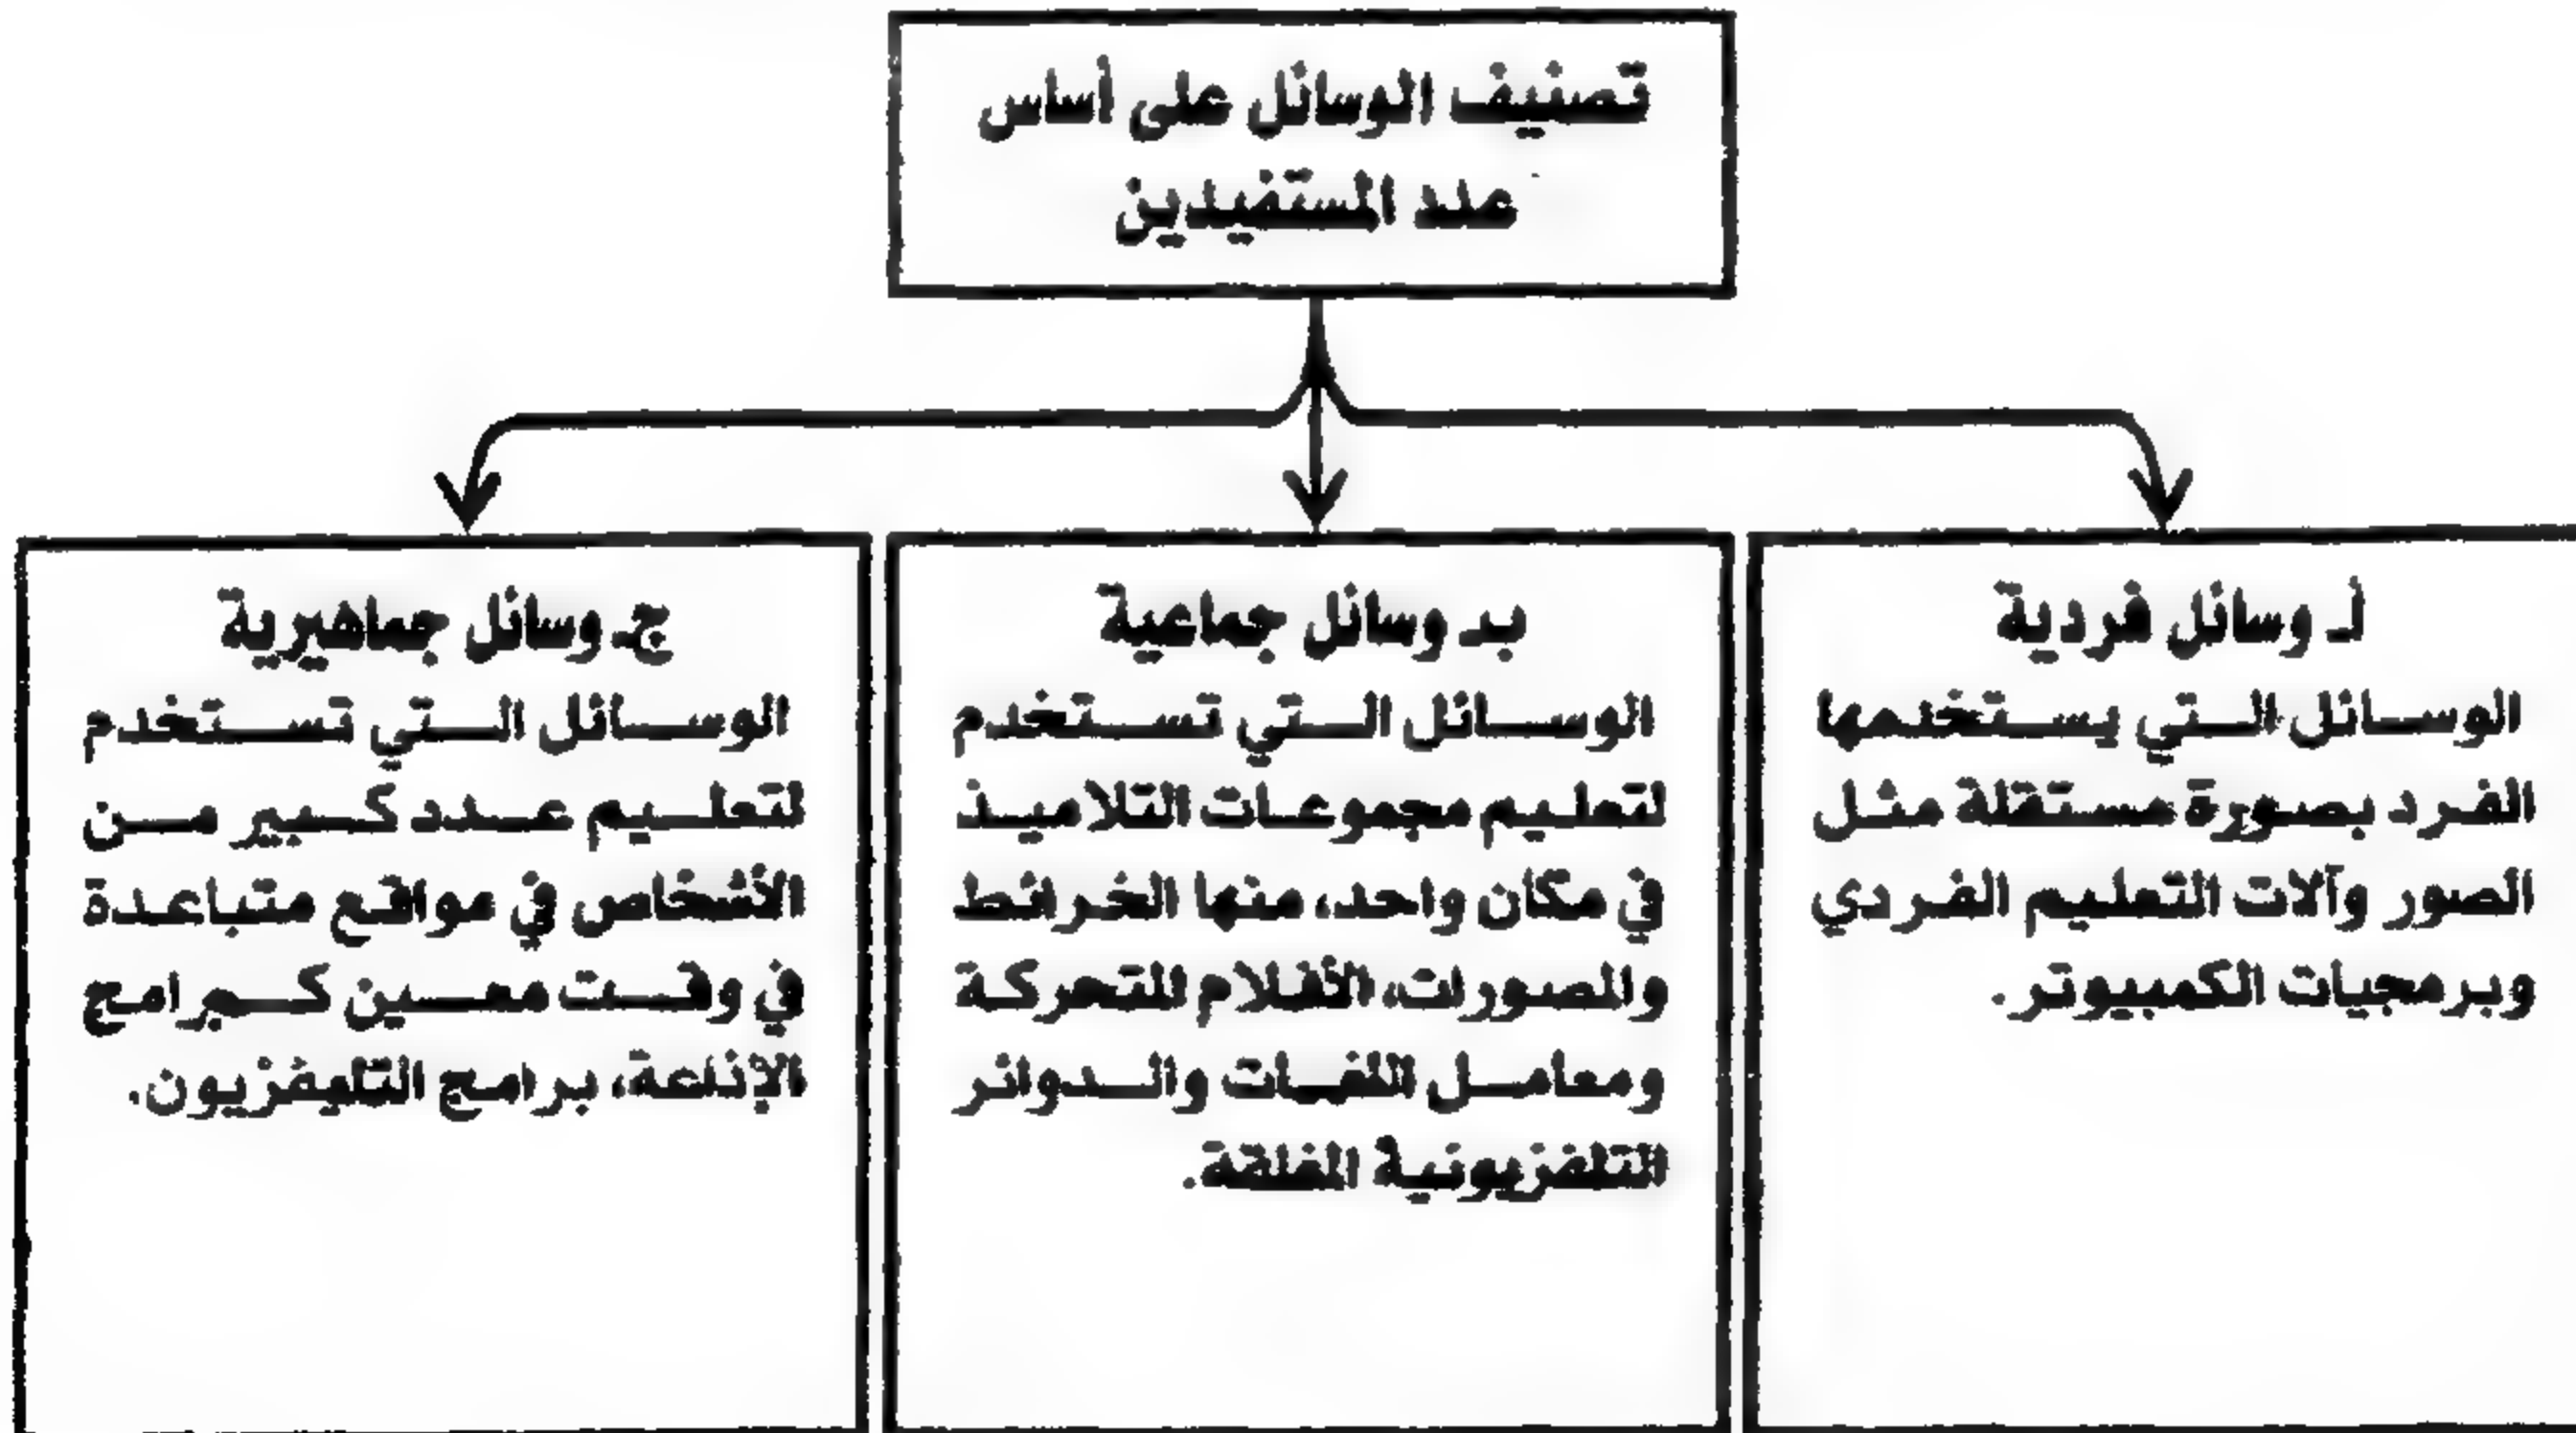 تصنيف الوسائل على أساس
عدد المستفيدين
أ- وسائل فردية
الوسائل التي يستخدمها
الفرد بصورة مستقلة مثل
الصور وآلات التعليم الفردي
وبرمجيات الكمبيوتر.
ب- وسائل جماعية
الوسائل التي تستخدم
لتعليم مجموعات التلاميذ
في مكان واحد، منها الخرائط
والمصورات، الأفلام المتحركة
ومعامل اللغات والدوائر
التلفزيونية المغلقة.
ج- وسائل جماهيرية
الوسائل التي تستخدم
لتعليم عدد كبير من
الأشخاص في مواقع متباعدة
في وقت معين كبرامج
الإذاعة، برامج التليفزيون.